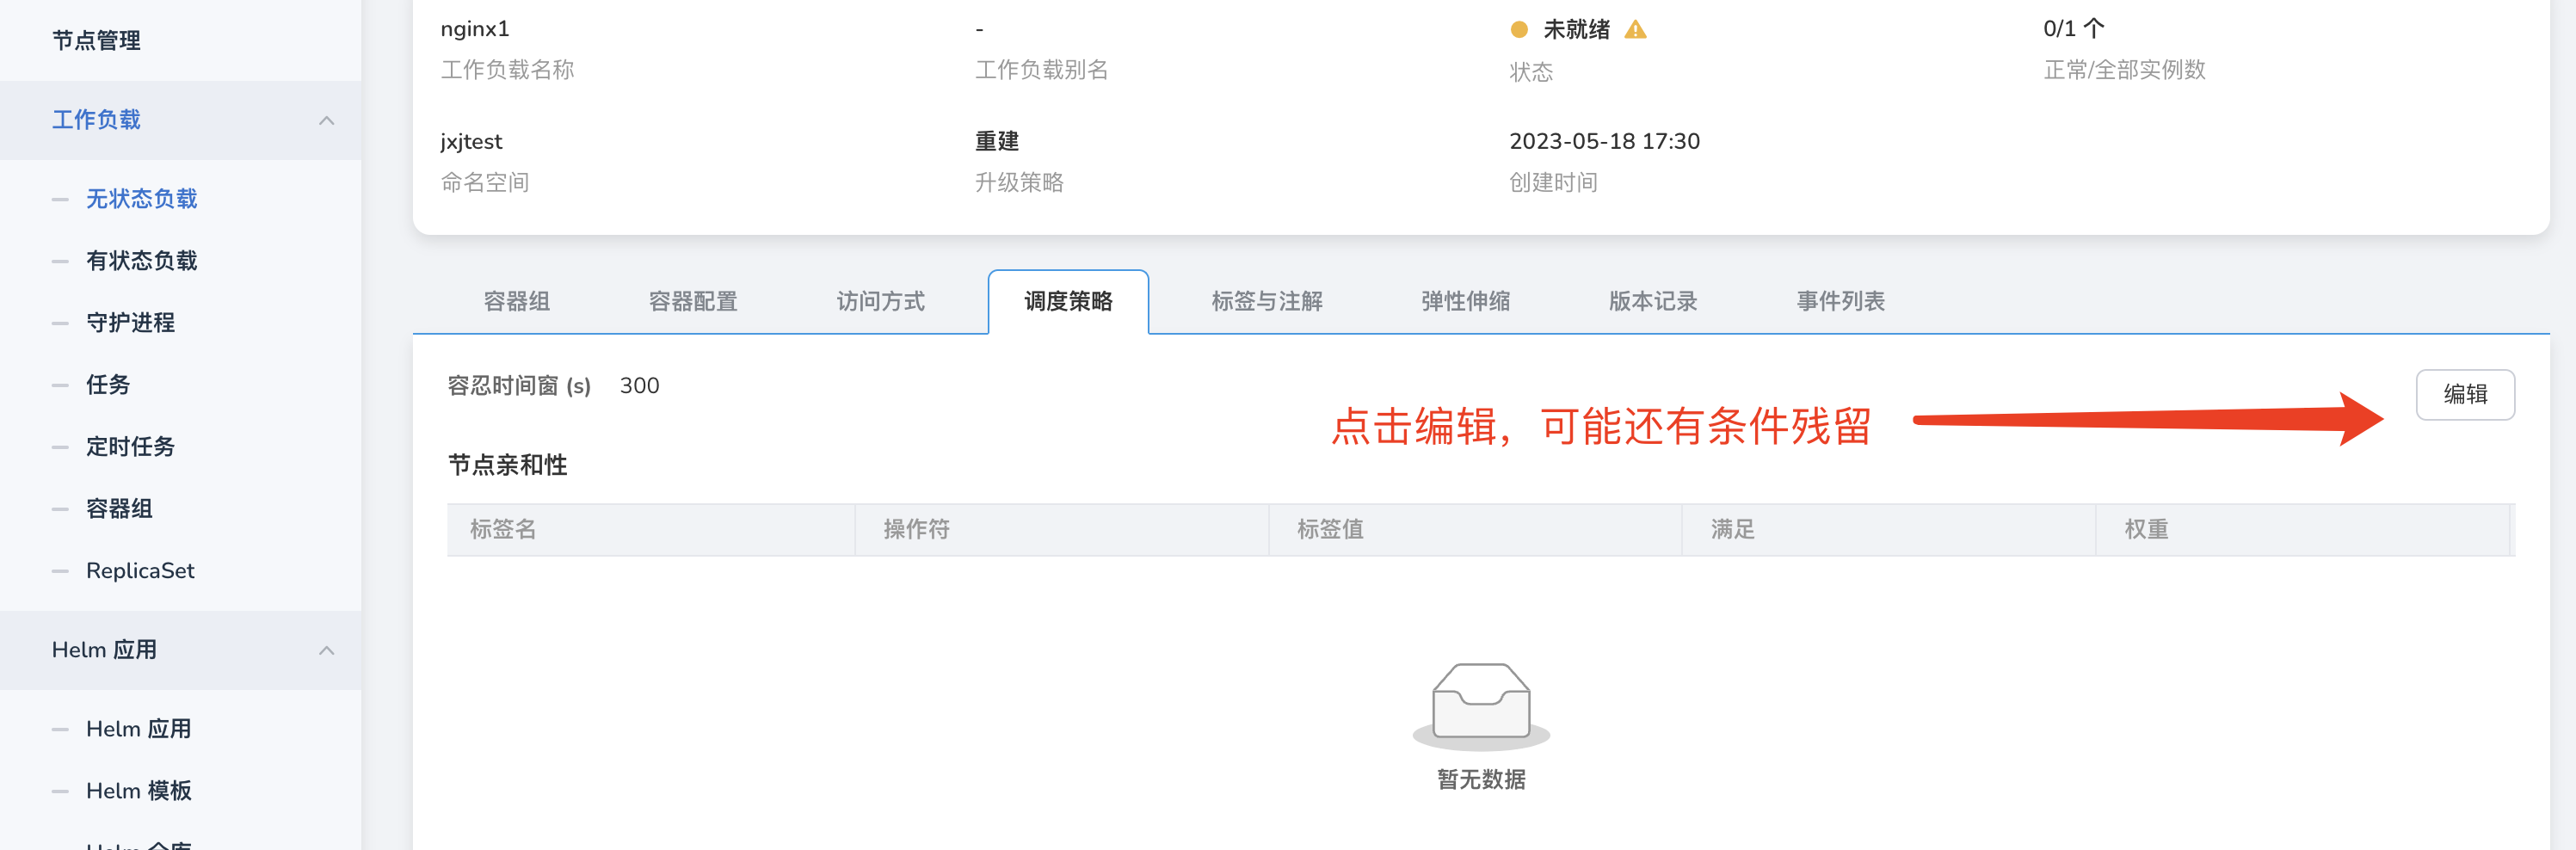 节点管理
工作负载
无状态负载
有状态负载
守护进程
任务
定时任务
容器组
ReplicaSet
Helm 应用
Helm 应用
Helm 模板
nginx1
工作负载名称
-
工作负载别名
未就绪
状态
0/1 个
正常/全部实例数
jxjtest
命名空间
重建
升级策略
2023-05-18 17:30
创建时间
容器组 容器配置 访问方式 调度策略 标签与注解 弹性伸缩 版本记录 事件列表
容忍时间窗 (s) 300
编辑
点击编辑，可能还有条件残留
节点亲和性
标签名 操作符 标签值 满足 权重
暂无数据